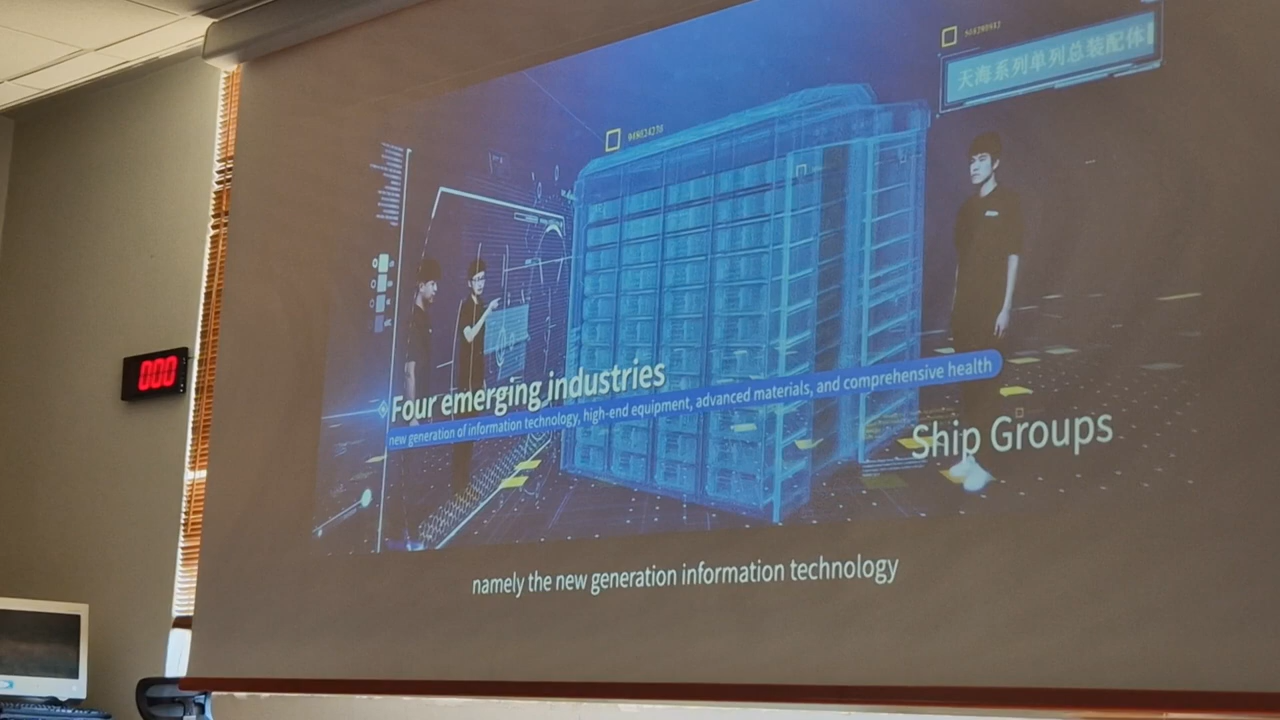 天海系列单列总装配体
000
Four emerging industries
new generation of information technology, high-end equipment, advanced materials, and comprehensive health
Ship Groups
namely the new generation information technology